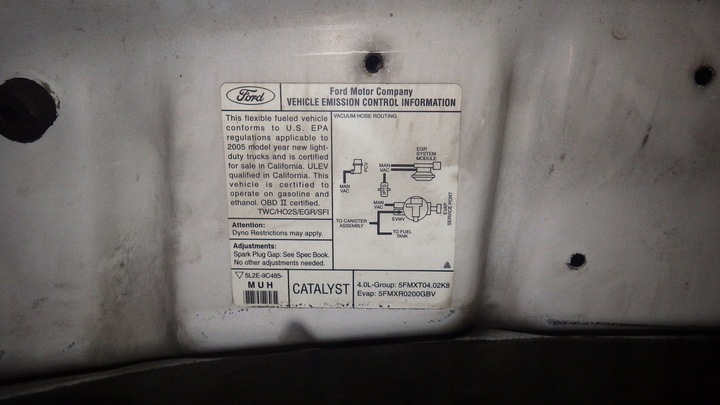 Ford
Ford Motor Company
VEHICLE EMISSION CONTROL INFORMATION
This flexible fueled vehicle
conforms to U.S. EPA
regulations applicable to
2005 model year new light-
duty trucks and is certified
for sale in California. ULEV
qualified in California. This
vehicle is certified to
operate on gasoline and
ethanol. OBD II certified.
TWC/HO2S/EGR/SFI
Attention:
Dyno Restrictions may apply.
Adjustments:
Spark Plug Gap: See Spec Book.
No other adjustments needed.
VACUUM HOSE ROUTING
EGR
SYSTEM
MODULE
PCV
MAN
VAC
MAN
VAC
MAN
VAC
EVAP
SERVICE PORT
EVMV
TO CANISTER
ASSEMBLY
TO FUEL
TANK
5L2E-9C485-
MUH
CATALYST
4.0L-Group: 5FMXT04.02K8
Evap: 5FMXR0200GBV